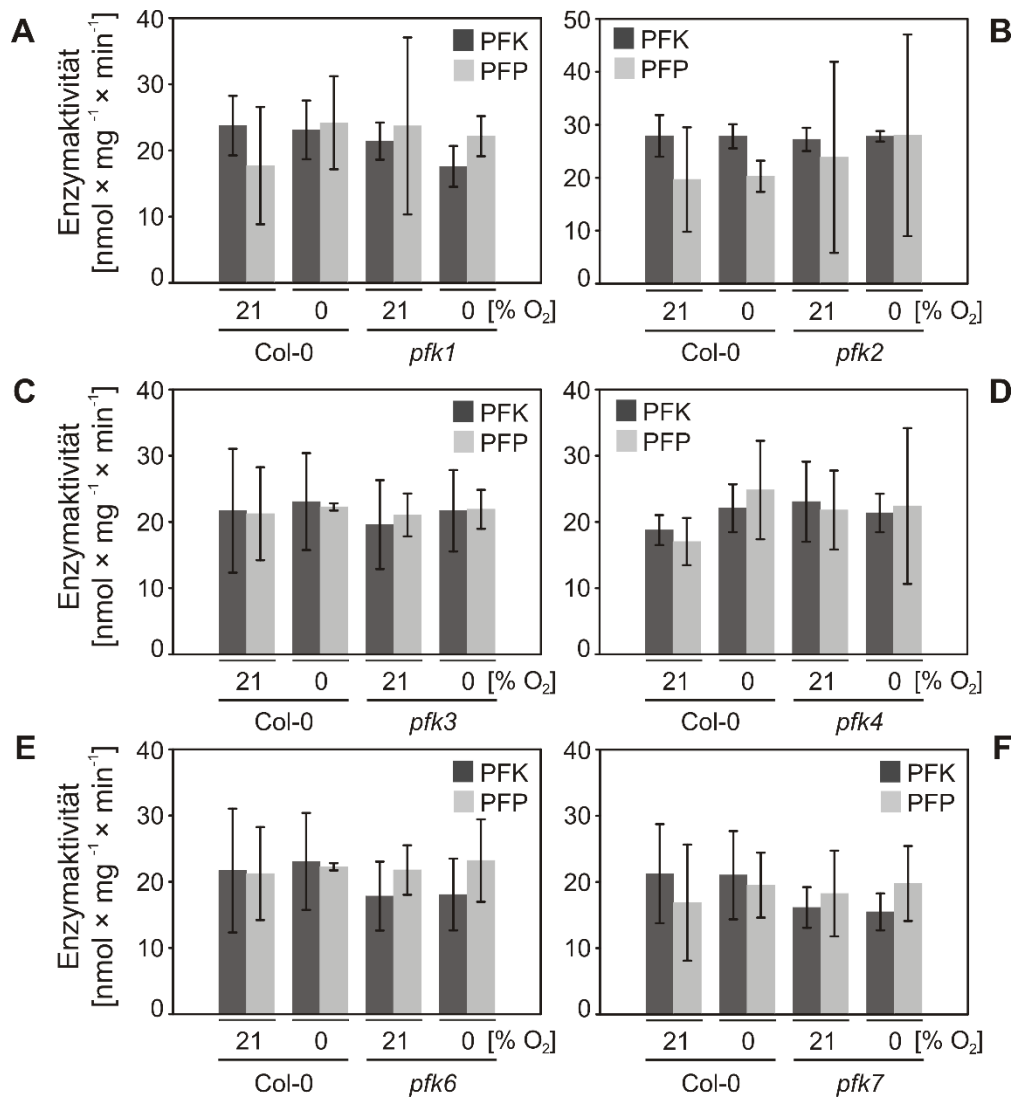 A
Enzymaktivität
[nmol × mg ⁻¹ × min⁻¹]
40
30
20
10
0
PFK
PFP
21 0 21 0 [% O₂]
Col-0 pfk1
B
50
40
30
20
10
0
PFK
PFP
21 0 21 0
Col-0 pfk2
C
Enzymaktivität
[nmol × mg ⁻¹ × min⁻¹]
40
30
20
10
0
PFK
PFP
21 0 21 0 [% O₂]
Col-0 pfk3
D
40
30
20
10
0
PFK
PFP
21 0 21 0 [% O₂]
Col-0 pfk4
E
Enzymaktivität
[nmol × mg ⁻¹ × min⁻¹]
40
30
20
10
0
PFK
PFP
21 0 21 0 [% O₂]
Col-0 pfk6
F
40
30
20
10
0
PFK
PFP
21 0 21 0 [% O₂]
Col-0 pfk7